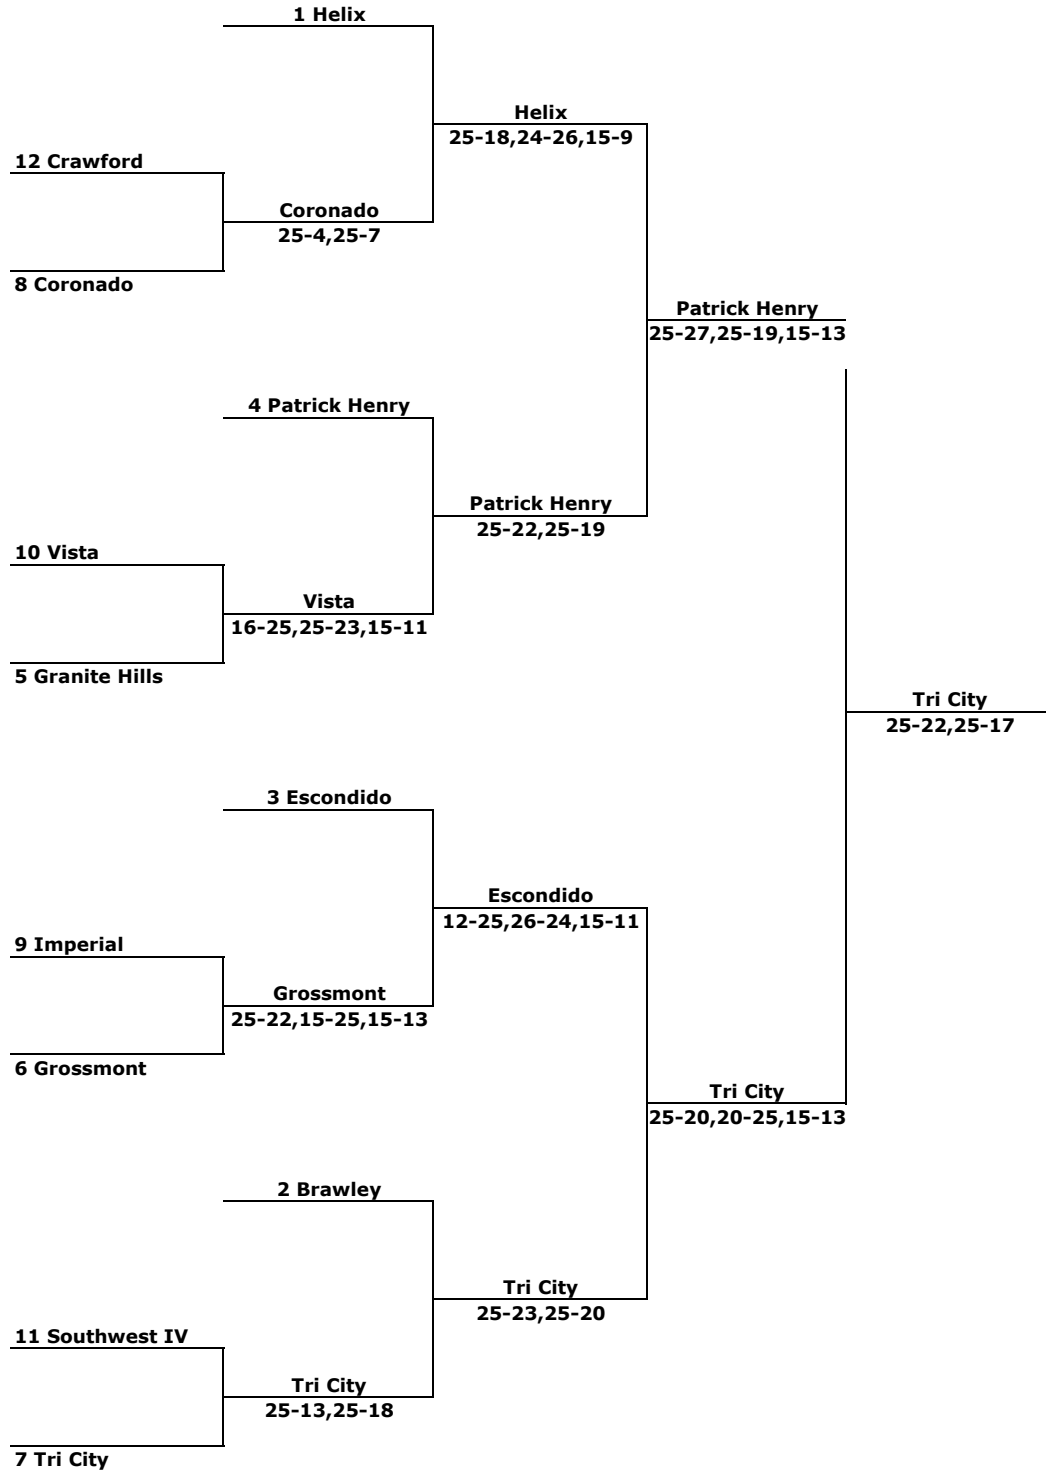 1 Helix
Helix
25-18,24-26,15-9
12 Crawford
Coronado
25-4,25-7
8 Coronado
Patrick Henry
25-27,25-19,15-13
4 Patrick Henry
Patrick Henry
25-22,25-19
10 Vista
Vista
16-25,25-23,15-11
5 Granite Hills
Tri City
25-22,25-17
3 Escondido
Escondido
12-25,26-24,15-11
9 Imperial
Grossmont
25-22,15-25,15-13
6 Grossmont
Tri City
25-20,20-25,15-13
2 Brawley
Tri City
25-23,25-20
11 Southwest IV
Tri City
25-13,25-18
7 Tri City